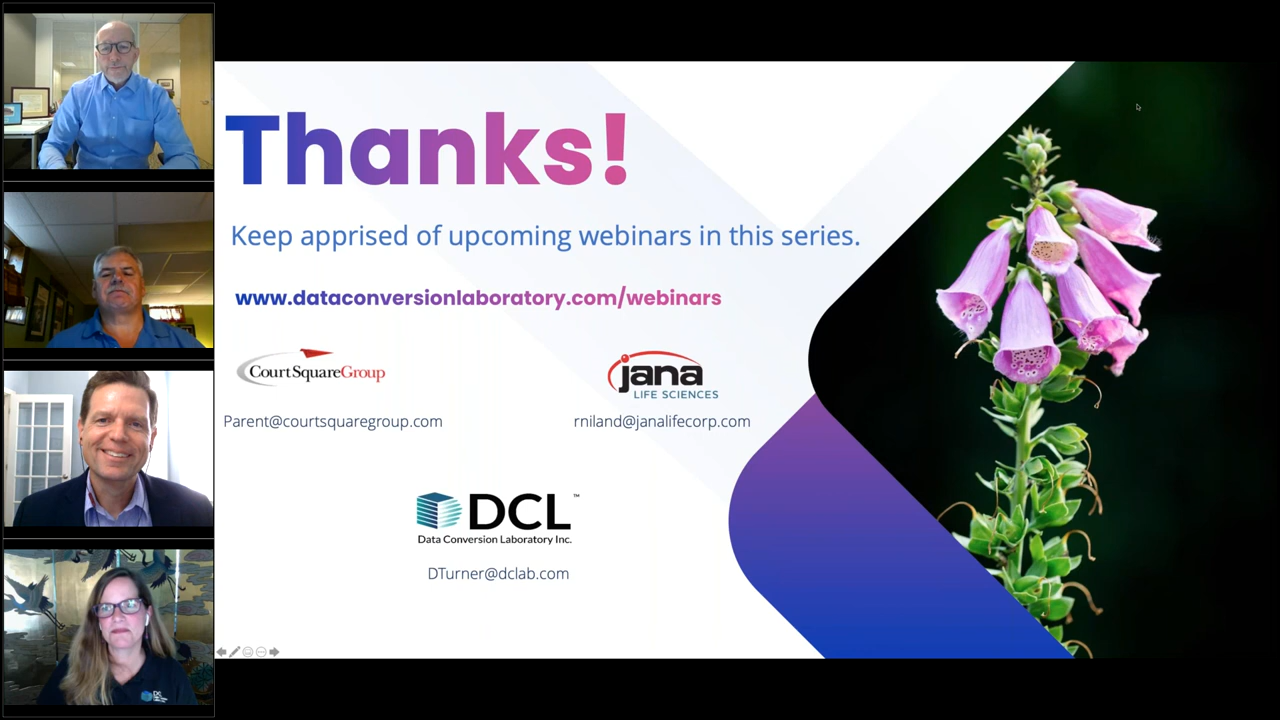 Thanks!
Keep apprised of upcoming webinars in this series.
www.dataconversionlaboratory.com/webinars
CourtSquareGroup
jana
LIFE SCIENCES
Parent@courtsquaregroup.com
rniland@janalifecorp.com
DCL™
Data Conversion Laboratory Inc.
DTurner@dclab.com
DCL